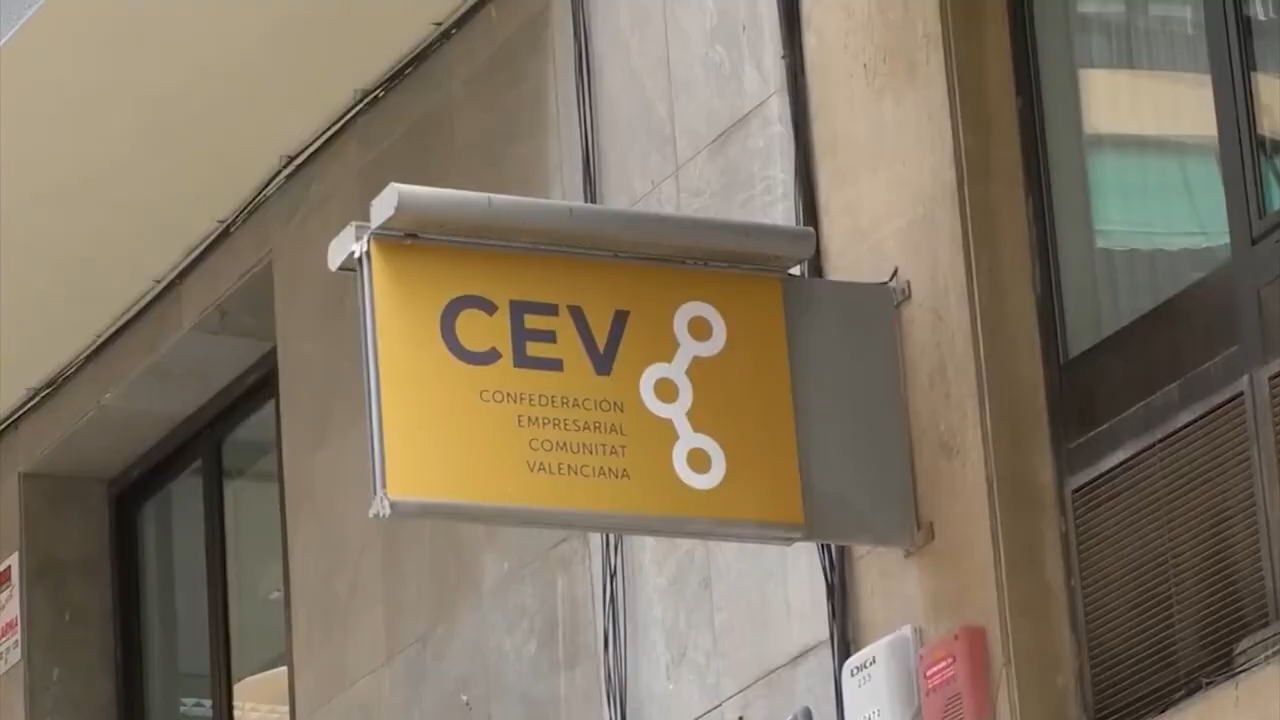 CEV
CONFEDERACIÓN
EMPRESARIAL
COMUNITAT
VALENCIANA
DIGI